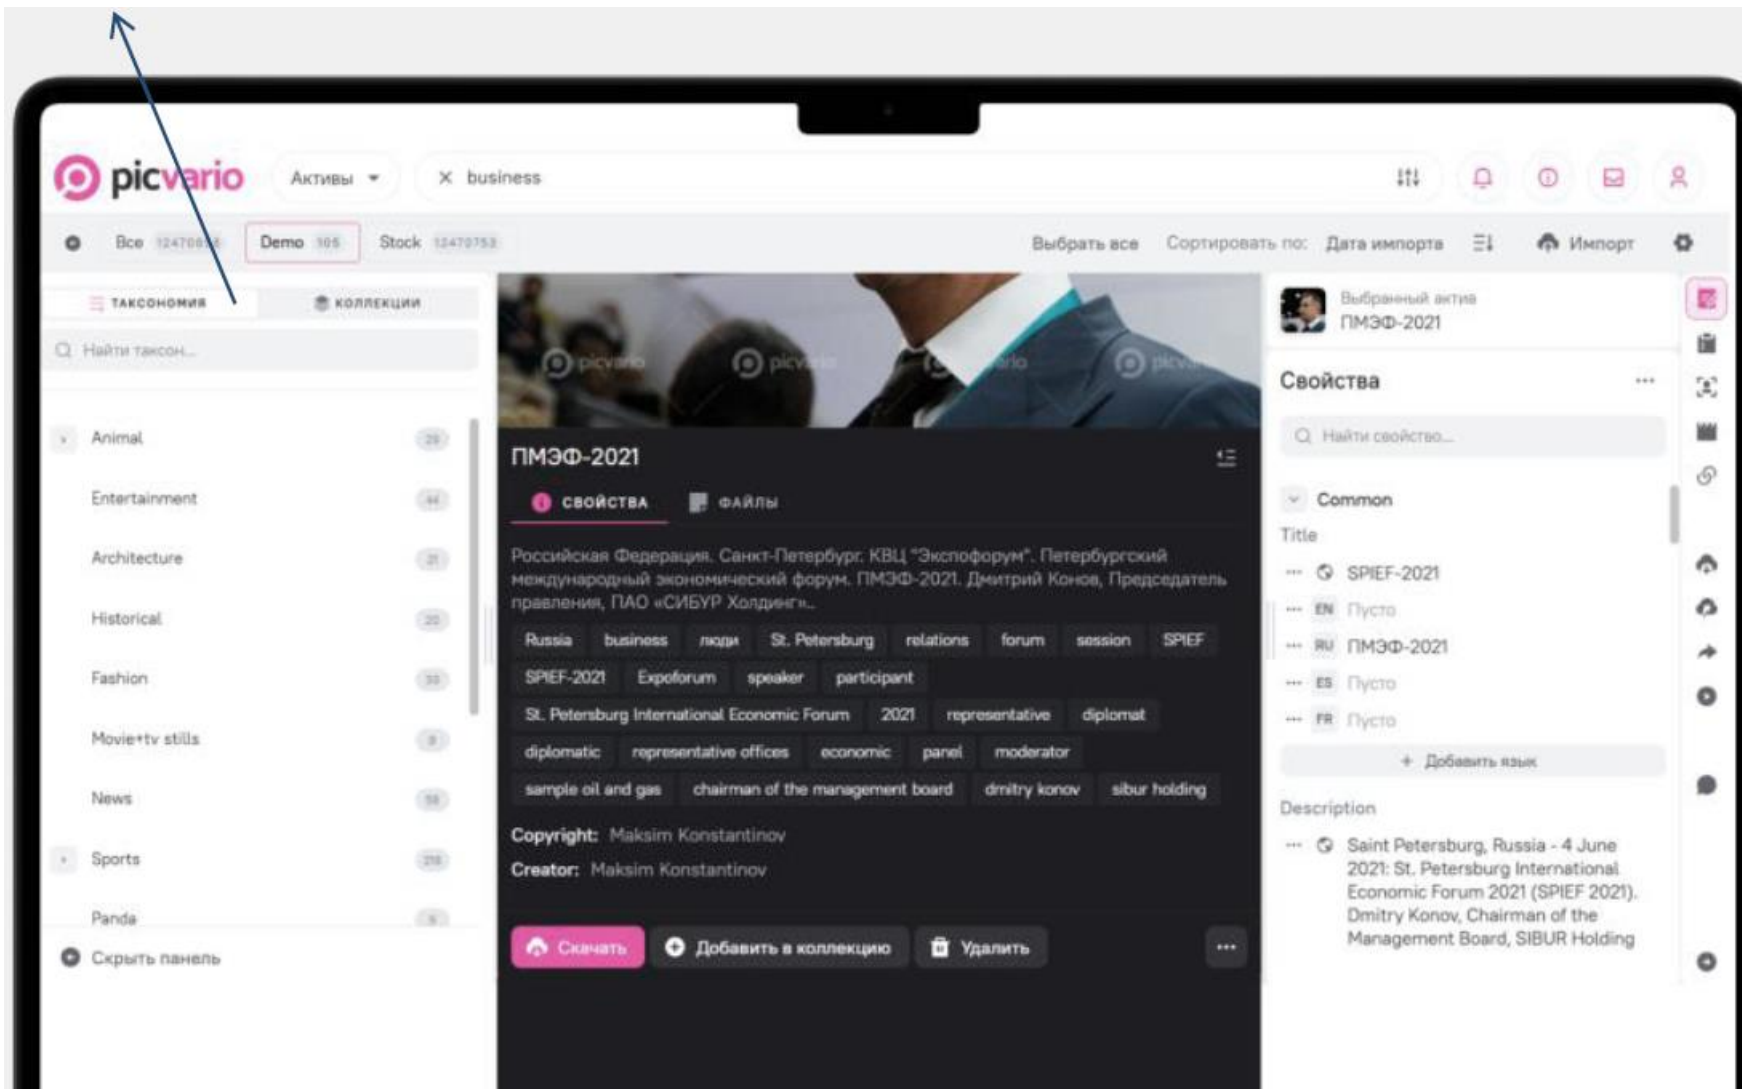 picvario
Активы
business
Все
Demo 105
Stock 12470753
Выбрать все
Сортировать по: Дата импорта
Импорт
ТАКСОНОМИЯ
КОЛЛЕКЦИИ
Найти таксон...
Animal
Entertainment 44
Architecture
Historical 20
Fashion
Movie+tv stills
News
Sports
Panda
Скрыть панель
picvario
ПМЭФ-2021
СВОЙСТВА
ФАЙЛЫ
Российская Федерация. Санкт-Петербург. КВЦ "Экспофорум". Петербургский
международный экономический форум. ПМЭФ-2021. Дмитрий Конов, Председатель
правления, ПАО «СИБУР Холдинг»..
Russia business люди St. Petersburg relations forum session SPIEF
SPIEF-2021 Expoforum speaker participant
St. Petersburg International Economic Forum 2021 representative diplomat
diplomatic representative offices economic panel moderator
sample oil and gas chairman of the management board dmitry konov sibur holding
Copyright: Maksim Konstantinov
Creator: Maksim Konstantinov
Скачать
Добавить в коллекцию
Удалить
Выбранный актив
ПМЭФ-2021
Свойства
Найти свойство...
Common
Title
SPIEF-2021
EN Пусто
RU ПМЭФ-2021
ES Пусто
FR Пусто
+ Добавить язык
Description
Saint Petersburg, Russia - 4 June
2021: St. Petersburg International
Economic Forum 2021 (SPIEF 2021).
Dmitry Konov, Chairman of the
Management Board, SIBUR Holding